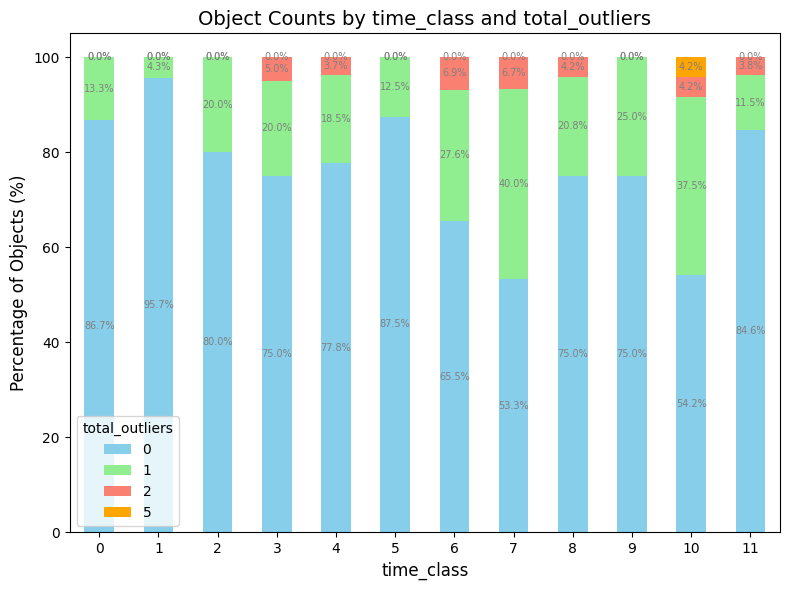 Object Counts by time_class and total_outliers
Percentage of Objects (%)
100
80
60
40
20
0
0.0% 0.0% 0.0% 0.0% 0.0% 0.0% 0.0% 0.0% 0.0% 0.0% 4.2% 0.0%
5.0% 3.7% 6.9% 6.7% 4.2% 4.2% 3.8%
13.3% 4.3% 20.0% 20.0% 18.5% 12.5% 27.6% 40.0% 20.8% 25.0% 37.5% 11.5%
86.7% 95.7% 80.0% 75.0% 77.8% 87.5% 65.5% 53.3% 75.0% 75.0% 54.2% 84.6%
total_outliers
0
1
2
5
0 1 2 3 4 5 6 7 8 9 10 11
time_class